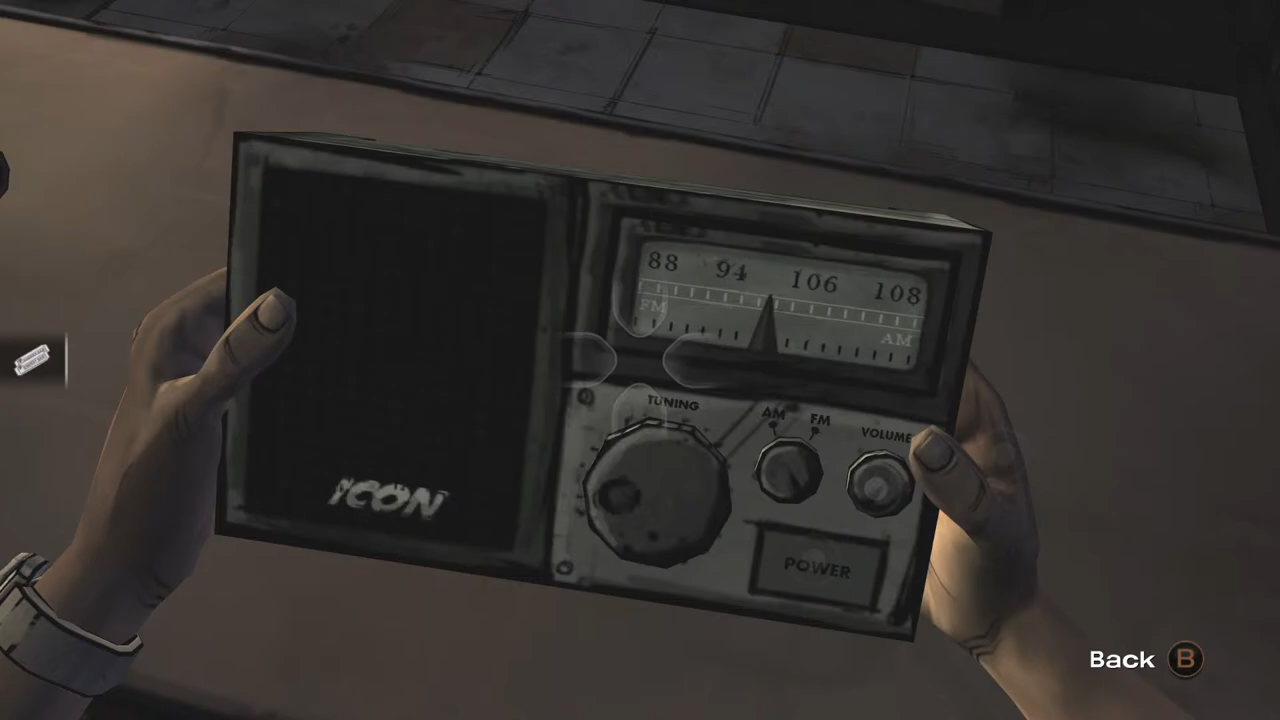 88 94 106 108
FM
AM
TUNING
AM FM
VOLUME
ICON
POWER
Back B